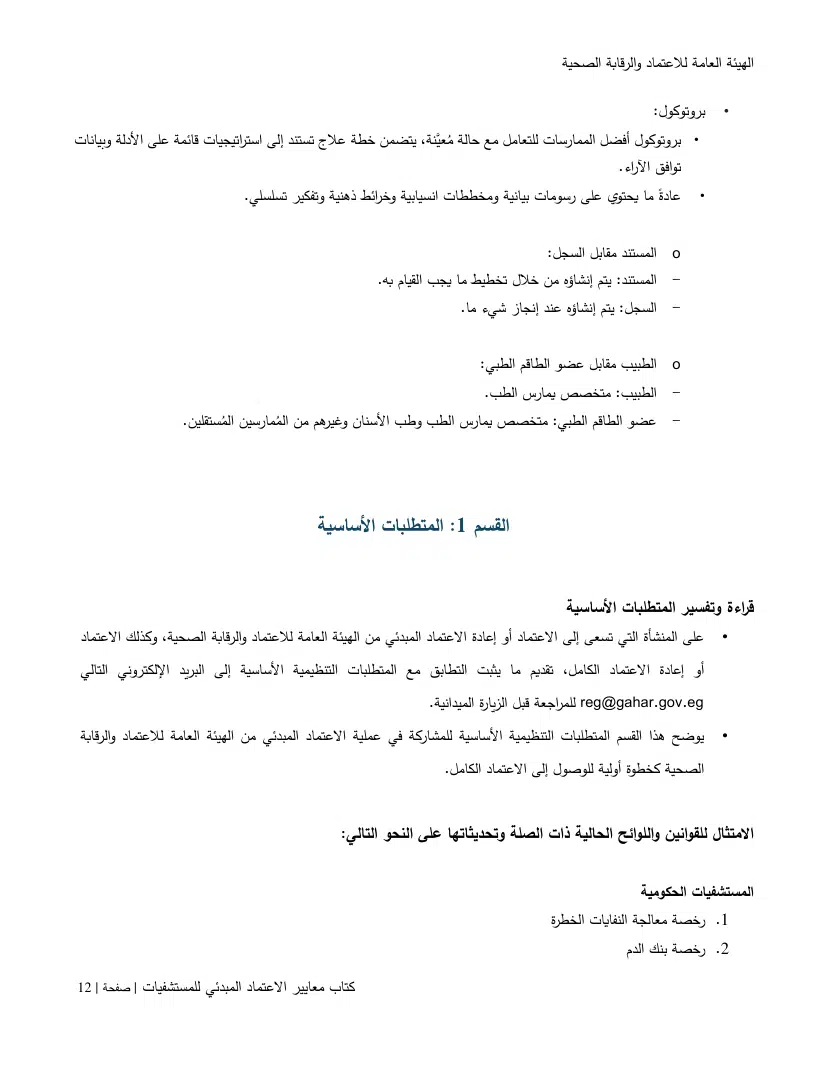 الهيئة العامة للاعتماد والرقابة الصحية
• بروتوكول:
• بروتوكول أفضل الممارسات للتعامل مع حالة مُعيَّنة، يتضمن خطة علاج تستند إلى استراتيجيات قائمة على الأدلة وبيانات
توافق الآراء.
• عادةً ما يحتوي على رسومات بيانية ومخططات انسيابية وخرائط ذهنية وتفكير تسلسلي.
o المستند مقابل السجل:
– المستند: يتم إنشاؤه من خلال تخطيط ما يجب القيام به.
– السجل: يتم إنشاؤه عند إنجاز شيء ما.
o الطبيب مقابل عضو الطاقم الطبي:
– الطبيب: متخصص يمارس الطب.
– عضو الطاقم الطبي: متخصص يمارس الطب وطب الأسنان وغيرهم من المُمارسين المُستقلين.
القسم 1: المتطلبات الأساسية
قراءة وتفسير المتطلبات الأساسية
• على المنشأة التي تسعى إلى الاعتماد أو إعادة الاعتماد المبدئي من الهيئة العامة للاعتماد والرقابة الصحية، وكذلك الاعتماد
أو إعادة الاعتماد الكامل، تقديم ما يثبت التطابق مع المتطلبات التنظيمية الأساسية إلى البريد الإلكتروني التالي
reg@gahar.gov.eg للمراجعة قبل الزيارة الميدانية.
• يوضح هذا القسم المتطلبات التنظيمية الأساسية للمشاركة في عملية الاعتماد المبدئي من الهيئة العامة للاعتماد والرقابة
الصحية كخطوة أولية للوصول إلى الاعتماد الكامل.
الامتثال للقوانين واللوائح الحالية ذات الصلة وتحديثاتها على النحو التالي:
المستشفيات الحكومية
1. رخصة معالجة النفايات الخطرة
2. رخصة بنك الدم
كتاب معايير الاعتماد المبدئي للمستشفيات | صفحة | 12